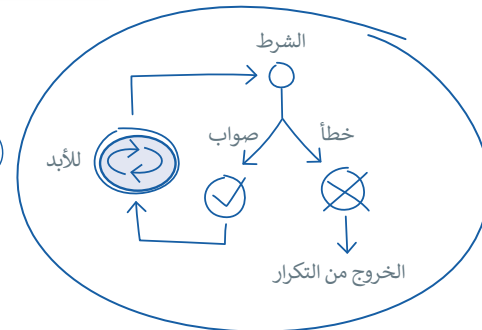 الشرط
خطأ
صواب
للأبد
الخروج من التكرار